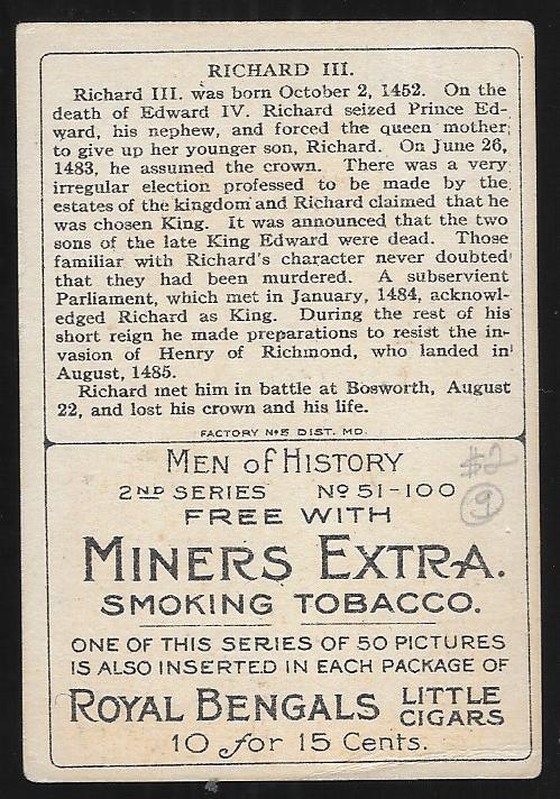 RICHARD III.
Richard III. was born October 2, 1452. On the
death of Edward IV. Richard seized Prince Ed-
ward, his nephew, and forced the queen mother
to give up her younger son, Richard. On June 26,
1483, he assumed the crown. There was a very
irregular election professed to be made by the
estates of the kingdom and Richard claimed that he
was chosen King. It was announced that the two
sons of the late King Edward were dead. Those
familiar with Richard's character never doubted
that they had been murdered. A subservient
Parliament, which met in January, 1484, acknowl-
edged Richard as King. During the rest of his
short reign he made preparations to resist the in-
vasion of Henry of Richmond, who landed in
August, 1485.
Richard met him in battle at Bosworth, August
22, and lost his crown and his life.
FACTORY Nº5 DIST. MD.
MEN of HISTORY
2ND SERIES Nº 51-100
FREE WITH
MINERS EXTRA.
SMOKING TOBACCO.
ONE OF THIS SERIES OF 50 PICTURES
IS ALSO INSERTED IN EACH PACKAGE OF
ROYAL BENGALS LITTLE CIGARS
10 for 15 Cents.
$2
9